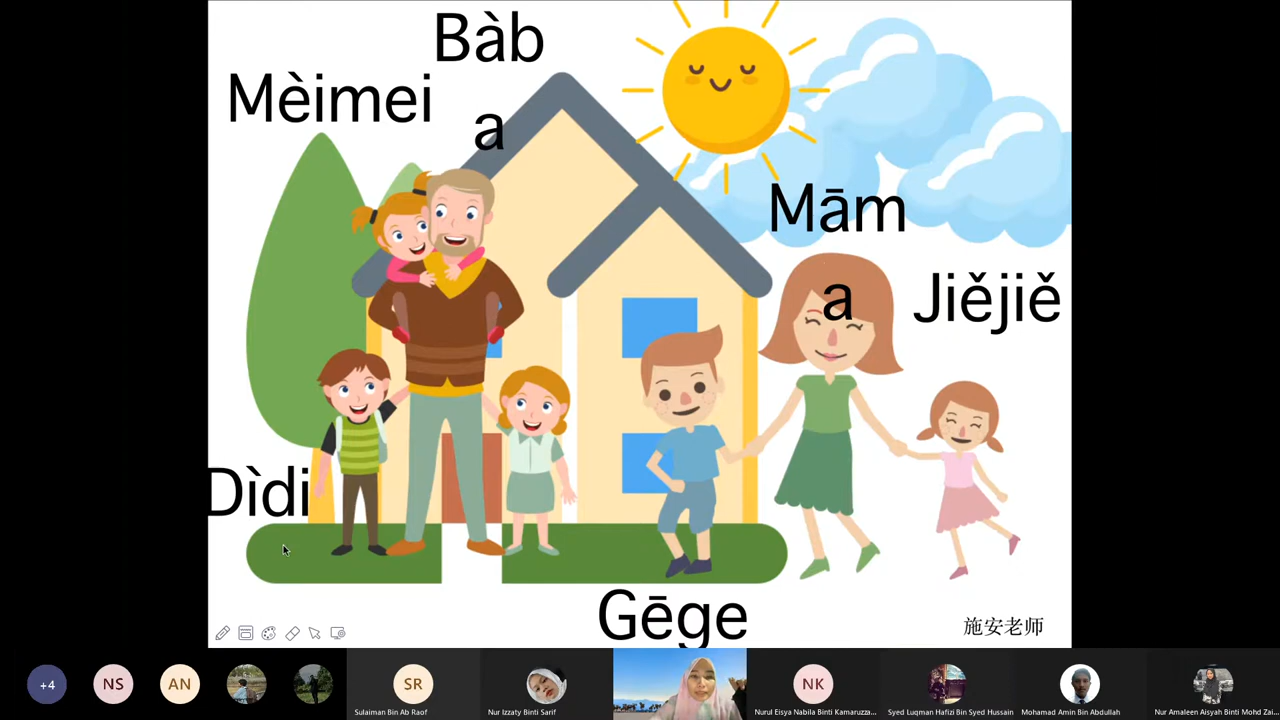 Bàb
a
Mèimei
Mām
a
Jiějiě
Dìdi
Gēge
施安老师
+4
NS
AN
SR
Sulaiman Bin Ab Raof
Nur Izzaty Binti Sarif
NK
Nurul Eisya Nabila Binti Kamaruzza...
Syed Luqman Hafizi Bin Syed Hussain
Mohamad Amin Bin Abdullah
Nur Amaleen Aisyah Binti Mohd Zai...